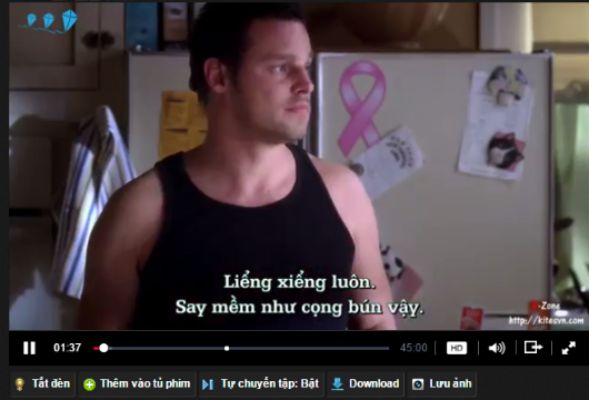 Liểng xiểng luôn.
Say mềm như cọng bún vậy.
-Zone
http://kitesvn.com
01:37
45:00
HD
Tắt đèn
Thêm vào tủ phim
Tự chuyển tập: Bật
Download
Lưu ảnh